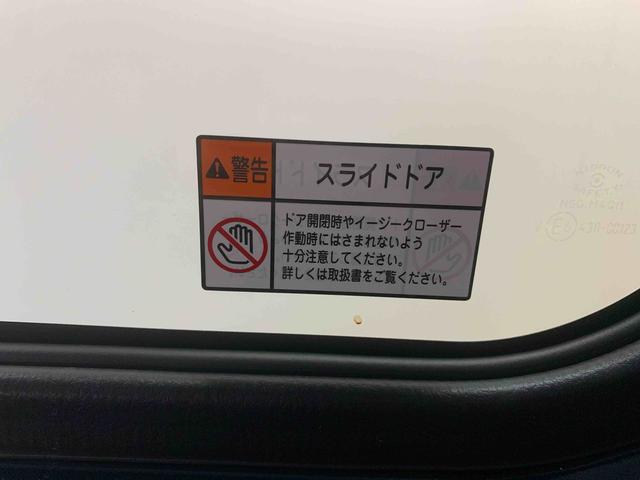 警告
スライドドア
ドア開閉時やイージークローザー
作動時にはさまれないよう
十分注意してください。
詳しくは取扱書をご覧ください。